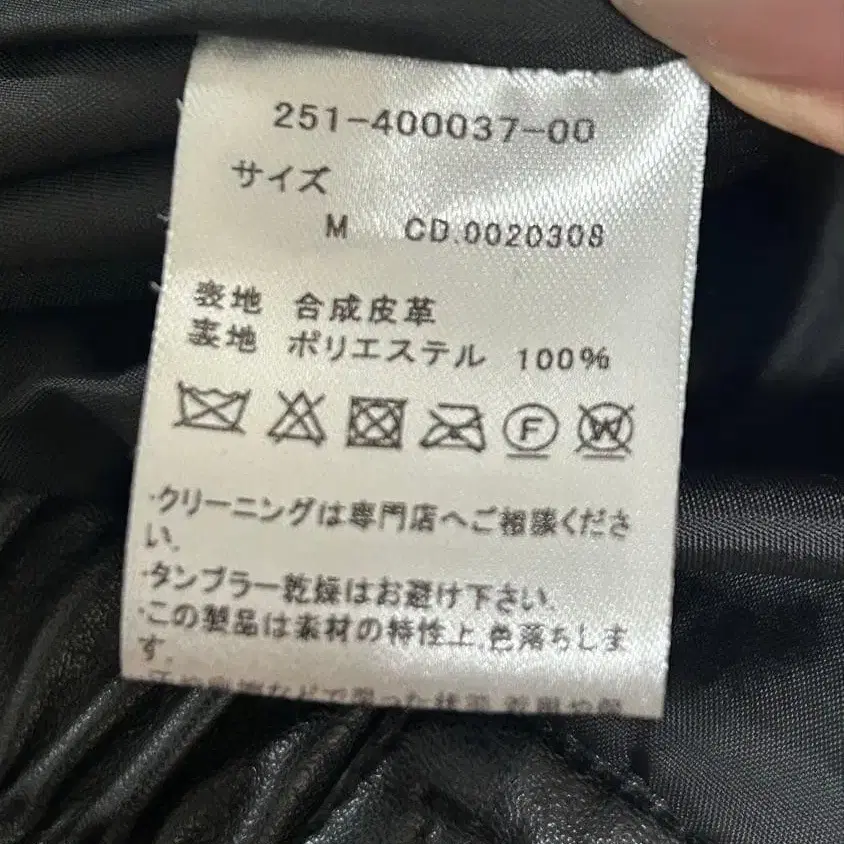 251-400037-00
サイズ
M CD.0020308
表地 合成皮革
裏地 ポリエステル 100%
F W
·クリーニングは専門店へご相談くださ
い.
·タンブラー乾燥はお避け下さい.
·この製品は素材の特性上,色落ちしま
す.